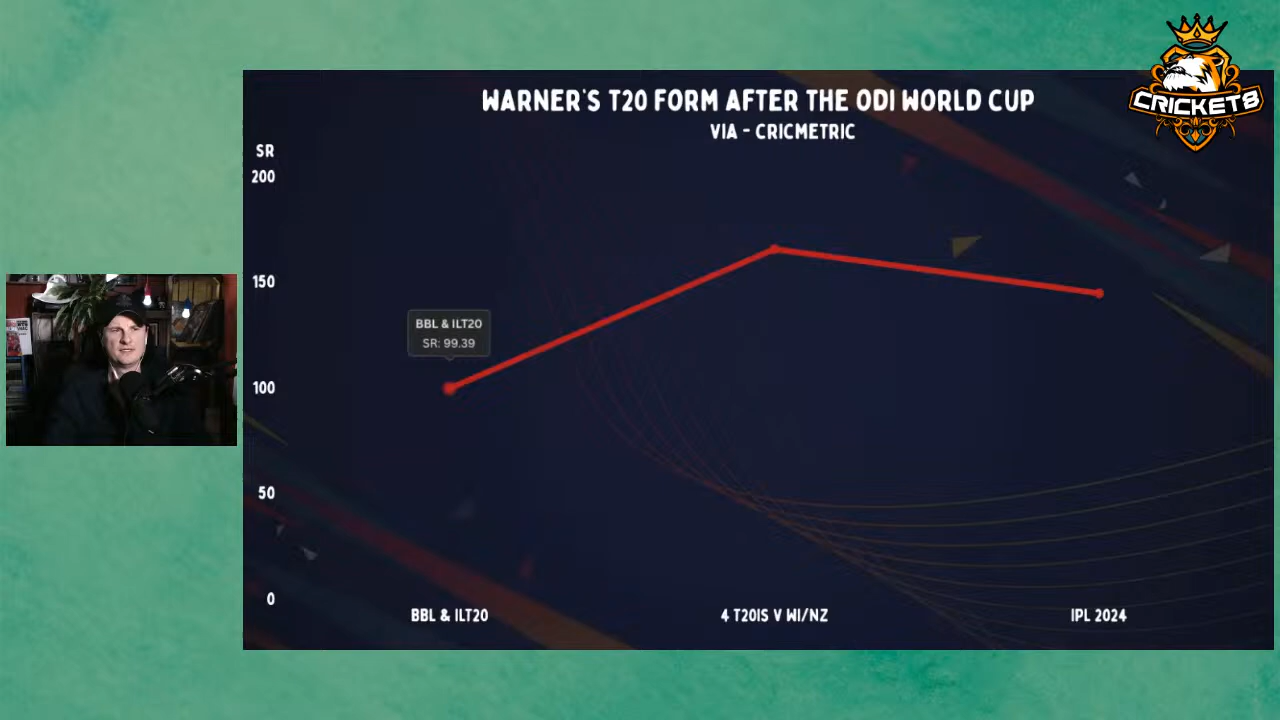 WARNER'S T20 FORM AFTER THE ODI WORLD CUP
VIA - CRICMETRIC
CRICKET8
SR
200
150
100
50
0
BBL & ILT20
SR: 99.39
BBL & ILT20
4 T20IS V WI/NZ
IPL 2024